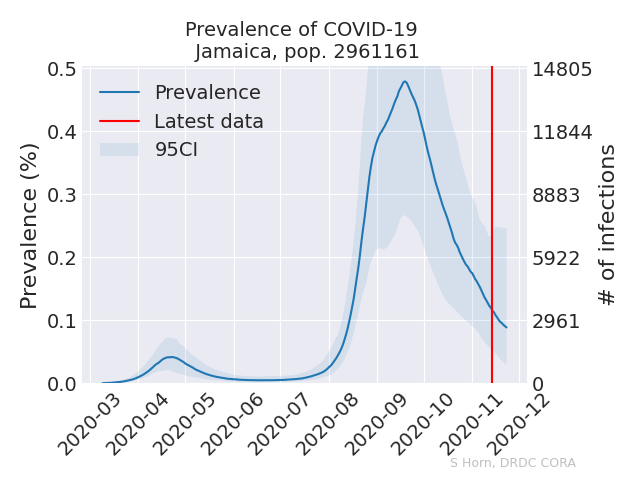 Prevalence of COVID-19
Jamaica, pop. 2961161
Prevalence (%)
0.5
0.4
0.3
0.2
0.1
0.0
Prevalence
Latest data
95CI
14805
11844
8883
5922
2961
0
# of infections
2020-03
2020-04
2020-05
2020-06
2020-07
2020-08
2020-09
2020-10
2020-11
2020-12
S Horn, DRDC CORA